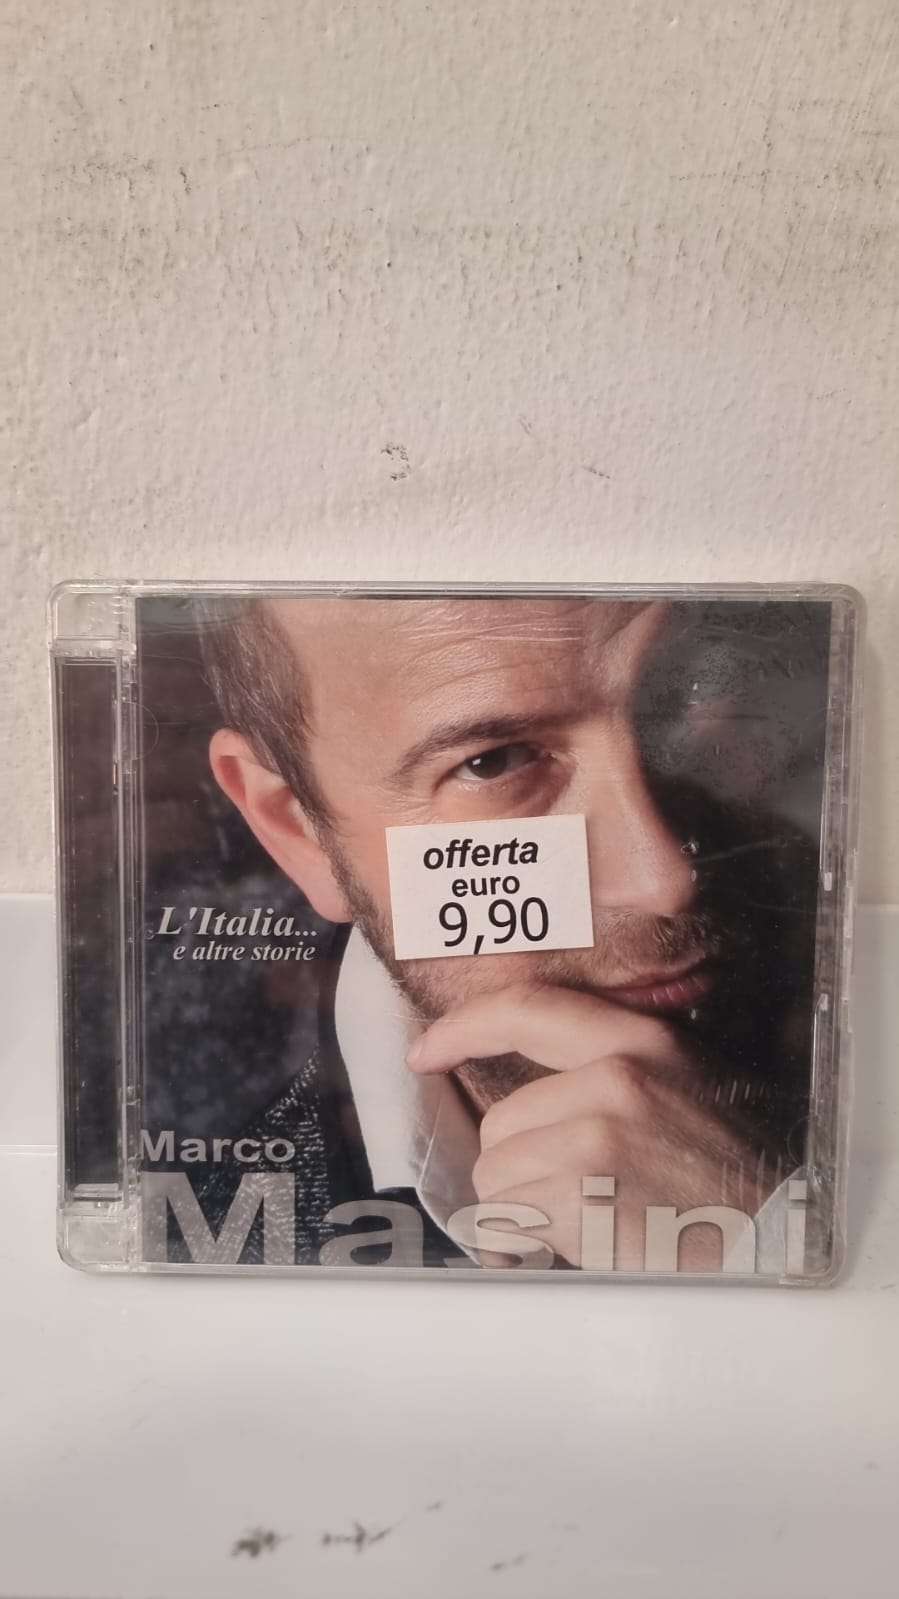 offerta
euro
9,90
L'Italia...
e altre storie
Marco
Masini